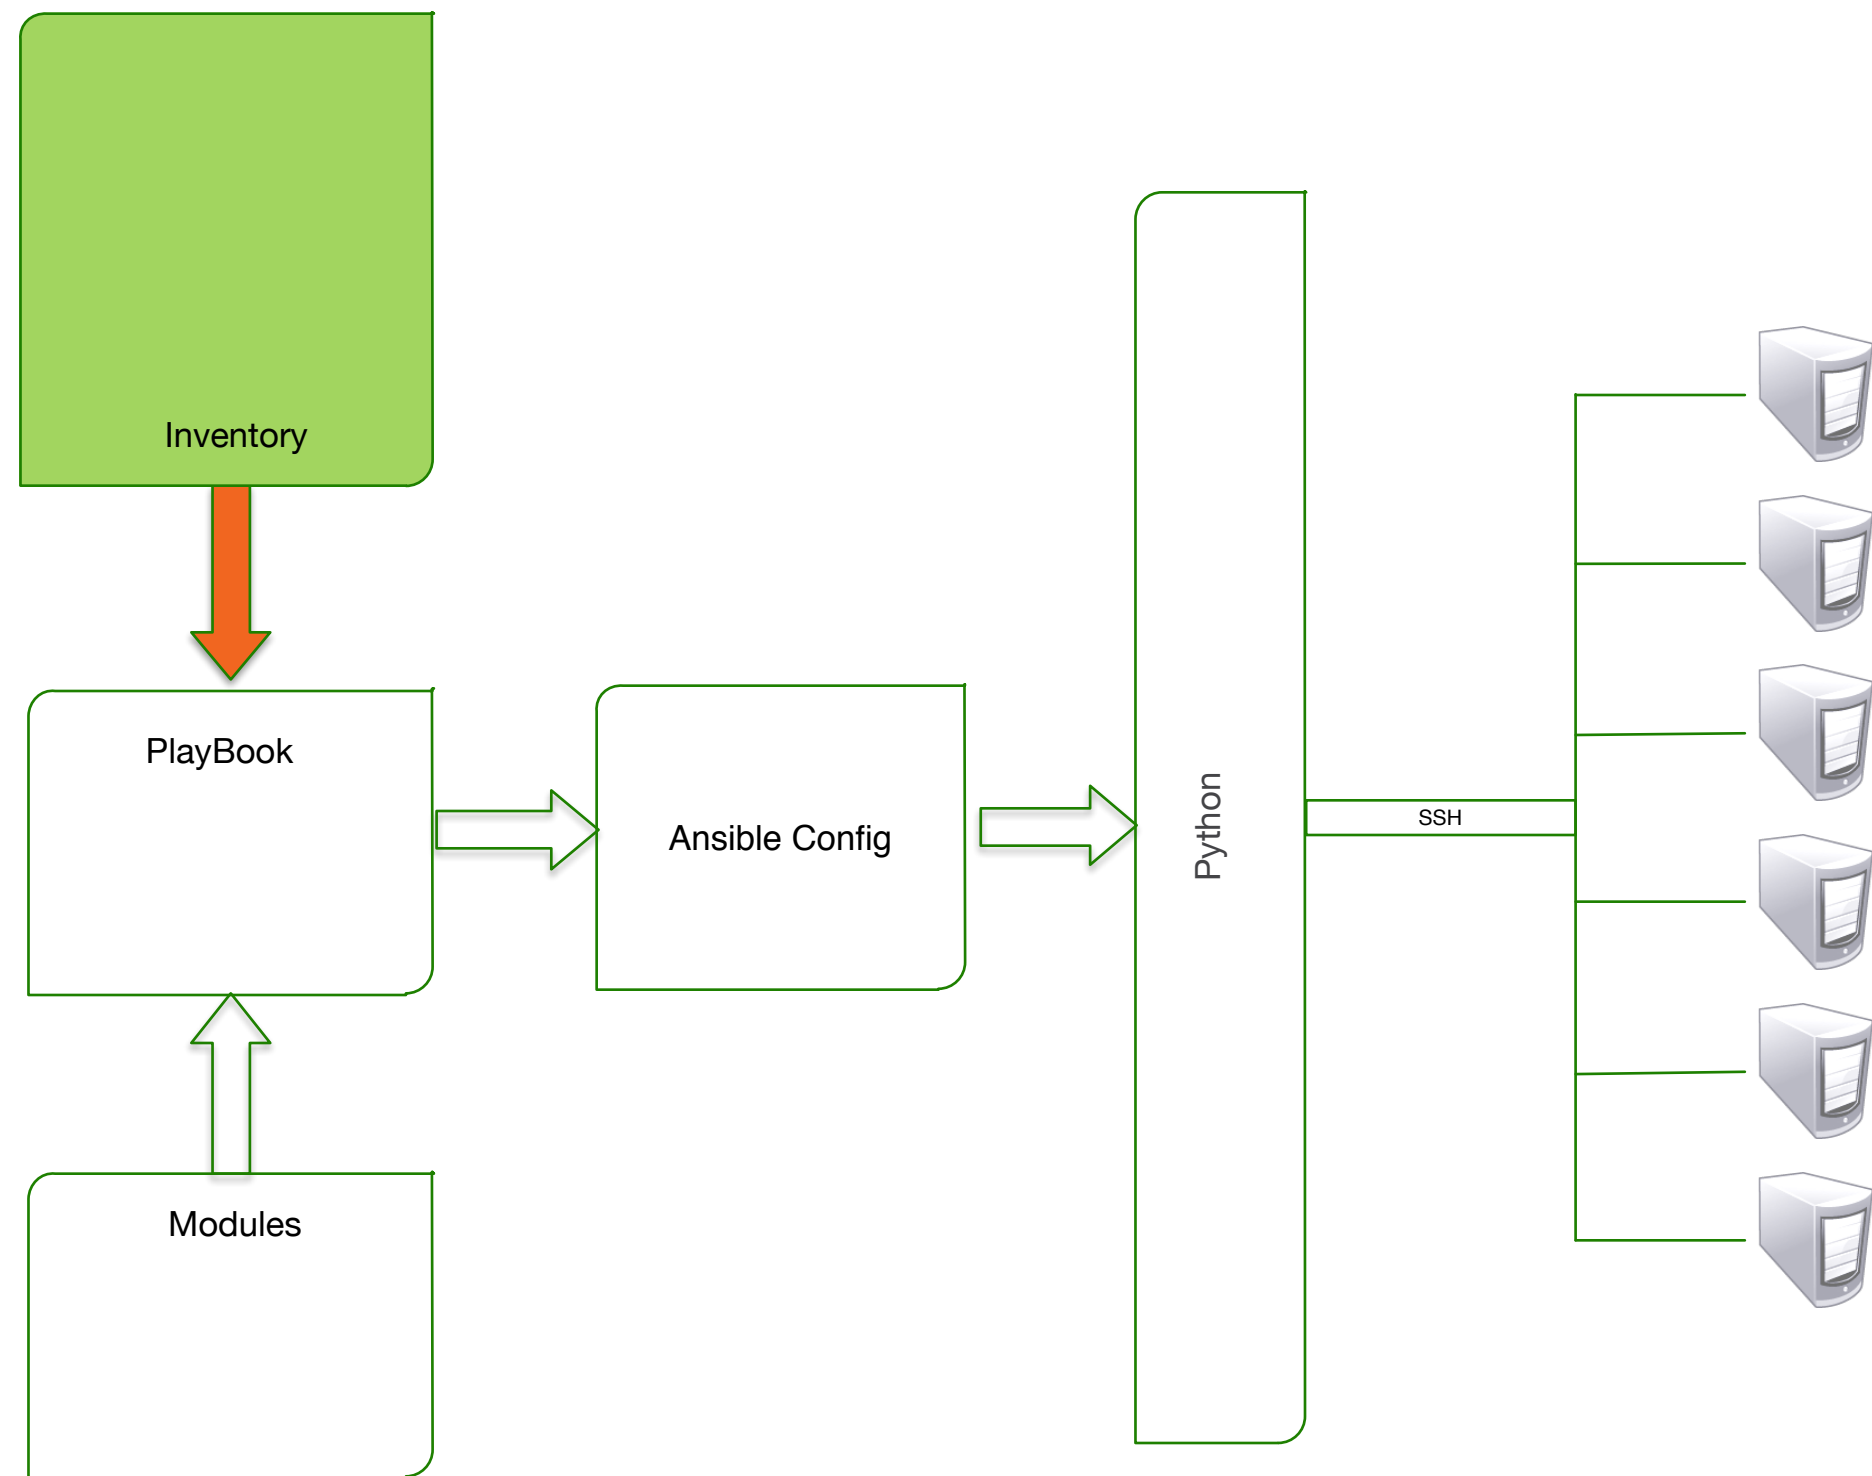 Inventory
PlayBook
Ansible Config
Python
SSH
Modules